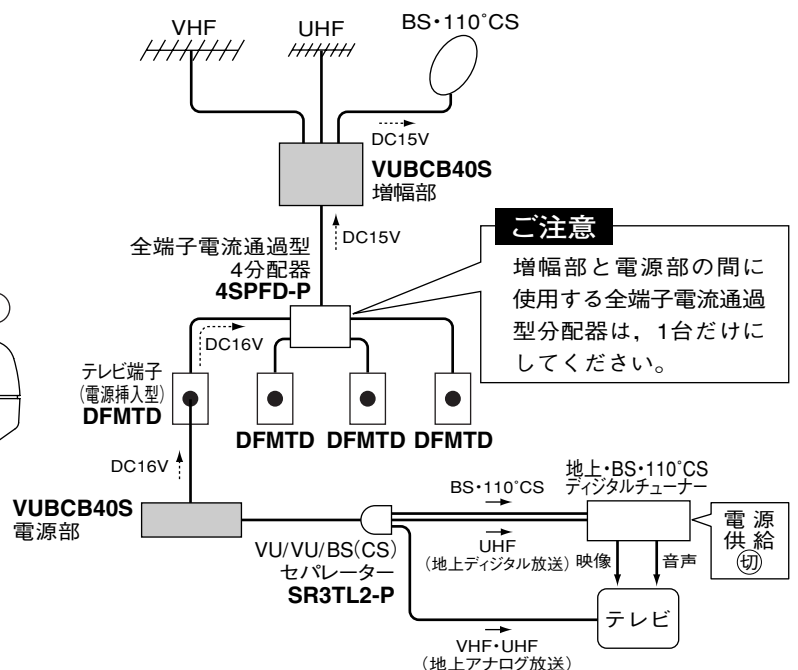 VHF
UHF
BS・110°CS
DC15V
VUBCB40S
増幅部
DC15V
全端子電流通過型
4分配器
4SPFD-P
ご注意
増幅部と電源部の間に
使用する全端子電流通過
型分配器は，1台だけに
してください。
DC16V
テレビ端子
(電源挿入型)
DFMTD
DFMTD
DFMTD
DFMTD
DC16V
VUBCB40S
電源部
BS・110°CS
地上・BS・110°CS
ディジタルチューナー
電源
供給
切
VU/VU/BS(CS)
セパレーター
SR3TL2-P
UHF
(地上ディジタル放送)
映像
音声
テレビ
VHF・UHF
(地上アナログ放送)